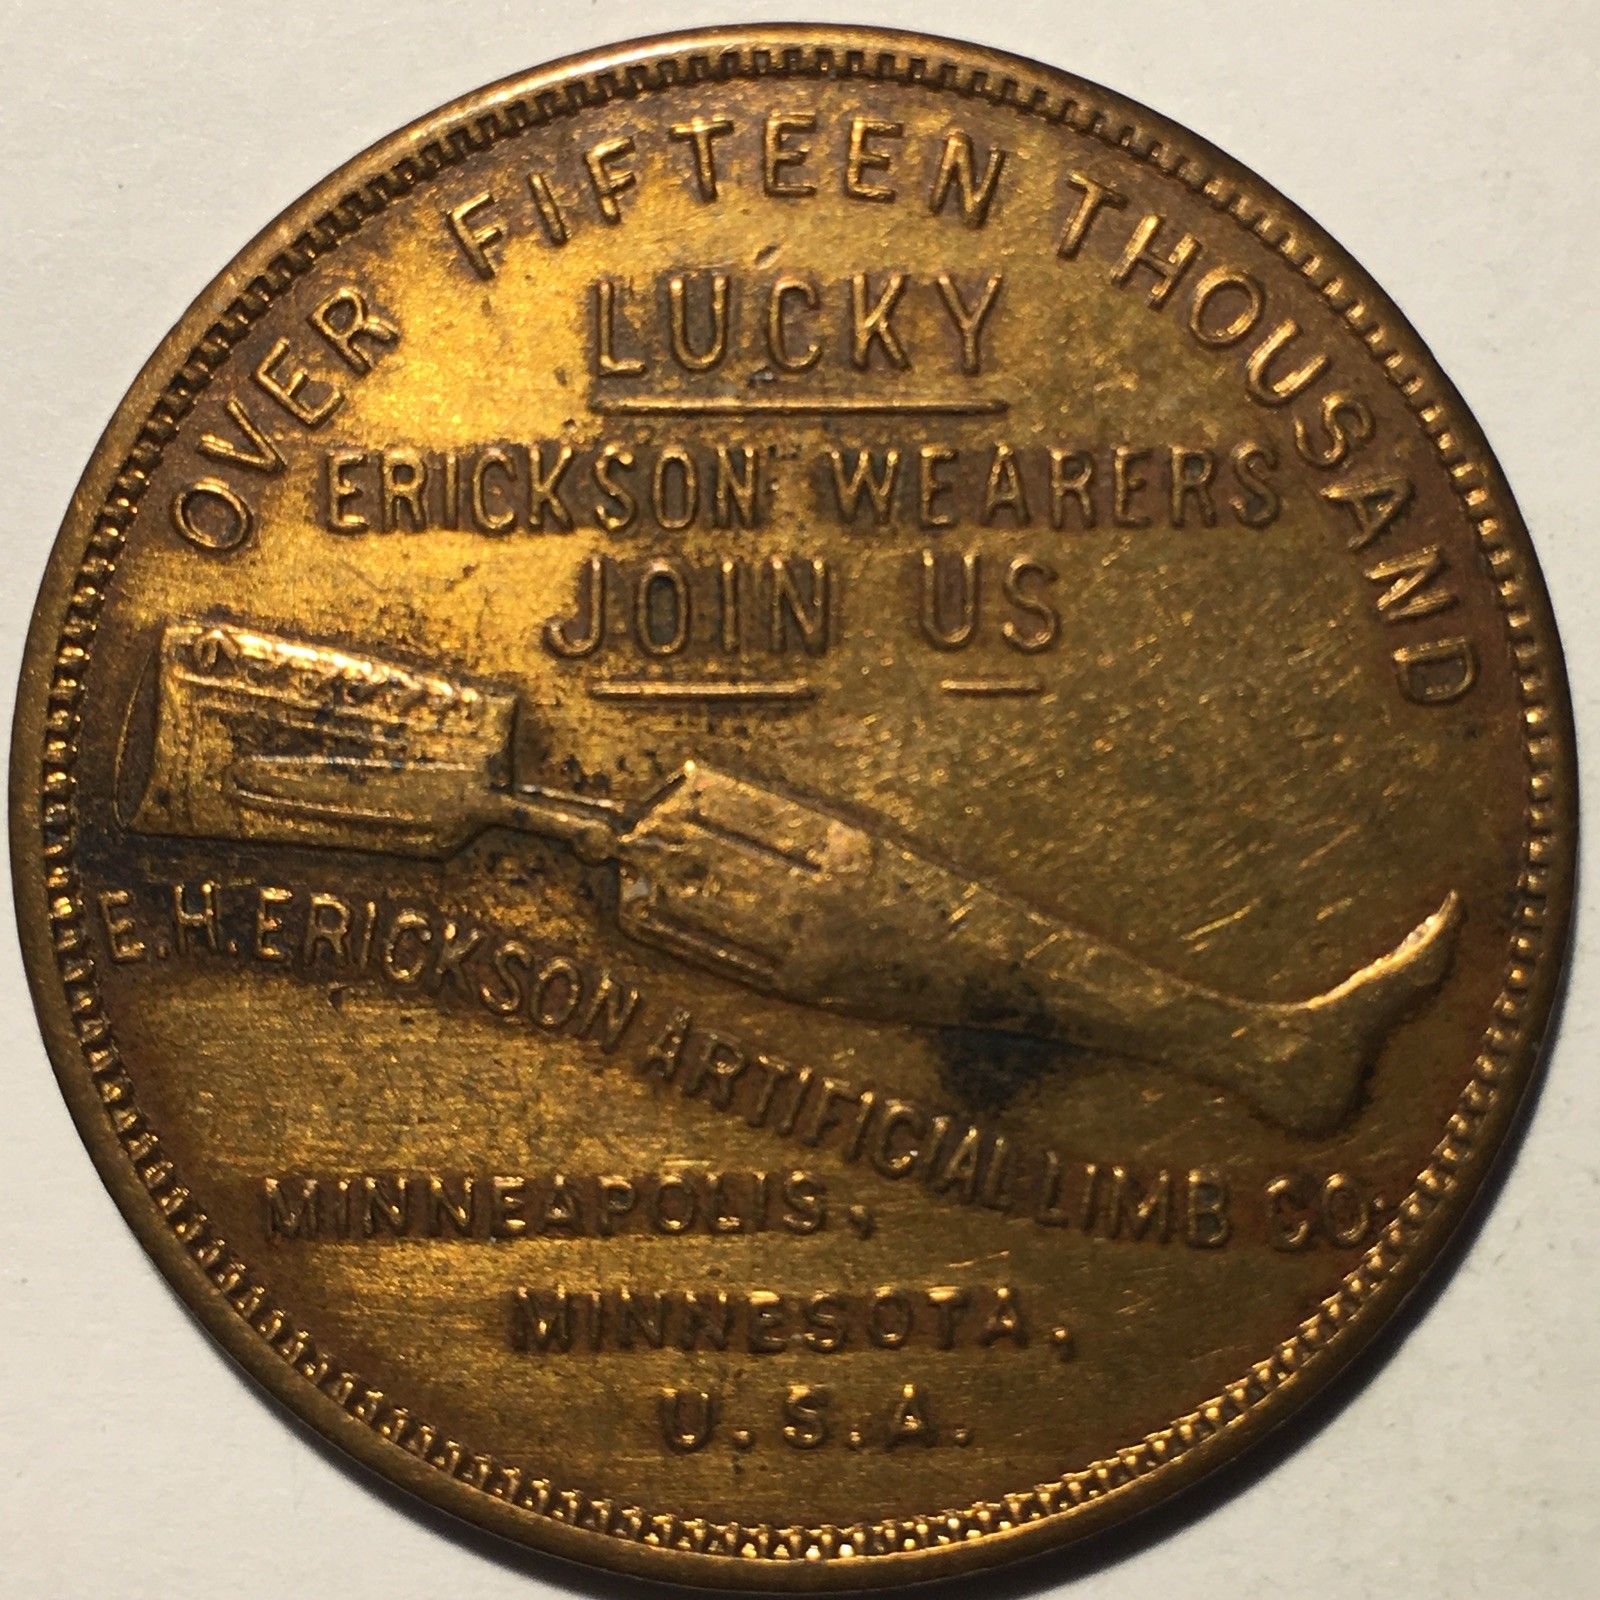 OVER FIFTEEN THOUSAND
LUCKY
ERICKSON WEARERS
JOIN US
E.H. ERICKSON ARTIFICIAL LIMB CO.
MINNEAPOLIS,
MINNESOTA,
U.S.A.